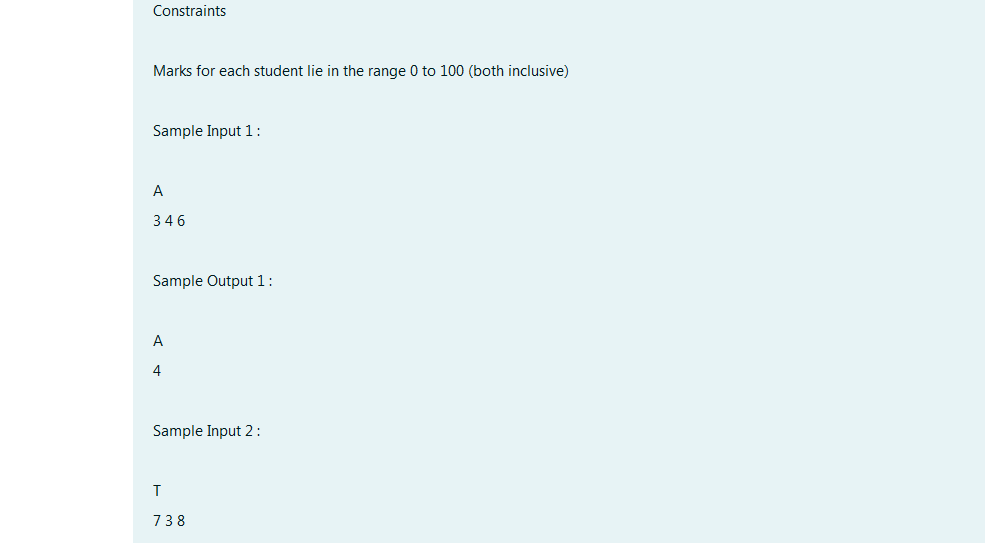 Constraints
Marks for each student lie in the range 0 to 100 (both inclusive)
Sample Input 1 :
A
3 4 6
Sample Output 1 :
A
4
Sample Input 2 :
T
7 3 8